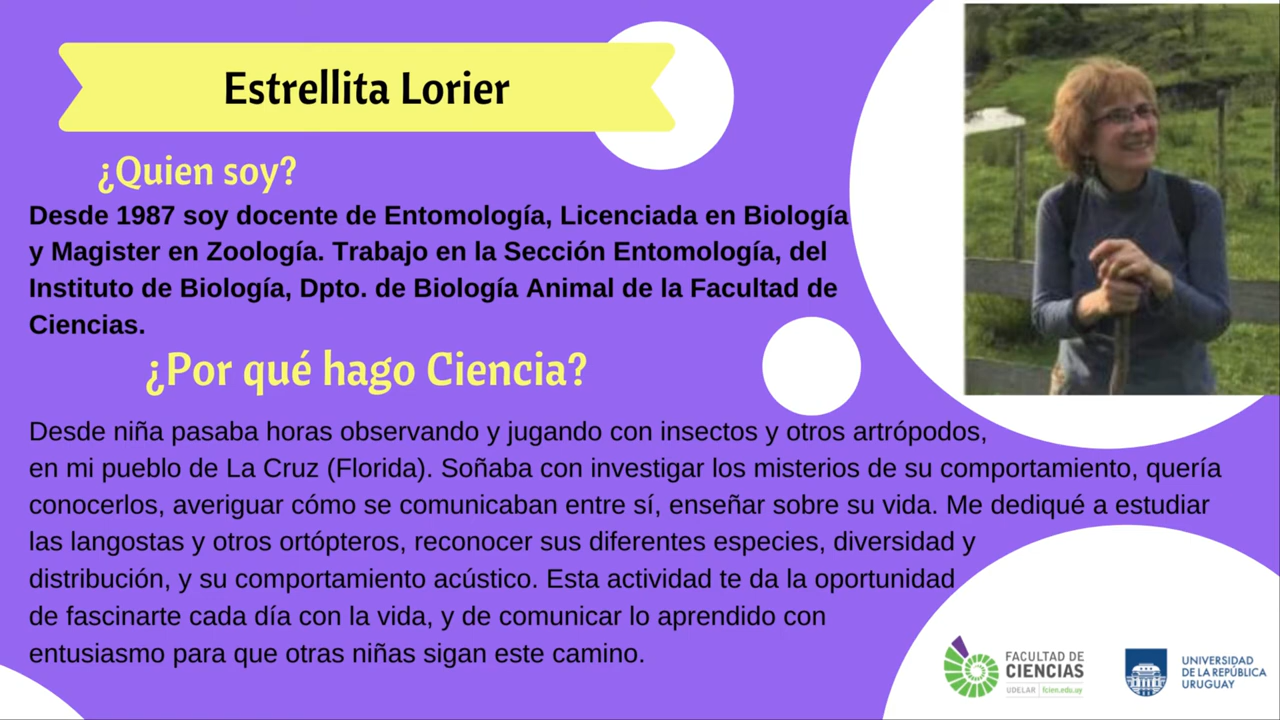 Estrellita Lorier
¿Quien soy?
Desde 1987 soy docente de Entomología, Licenciada en Biología
y Magister en Zoología. Trabajo en la Sección Entomología, del
Instituto de Biología, Dpto. de Biología Animal de la Facultad de
Ciencias.
¿Por qué hago Ciencia?
Desde niña pasaba horas observando y jugando con insectos y otros artrópodos,
en mi pueblo de La Cruz (Florida). Soñaba con investigar los misterios de su comportamiento, quería
conocerlos, averiguar cómo se comunicaban entre sí, enseñar sobre su vida. Me dediqué a estudiar
las langostas y otros ortópteros, reconocer sus diferentes especies, diversidad y
distribución, y su comportamiento acústico. Esta actividad te da la oportunidad
de fascinarte cada día con la vida, y de comunicar lo aprendido con
entusiasmo para que otras niñas sigan este camino.
FACULTAD DE
CIENCIAS
UDELAR | fcien.edu.uy
UNIVERSIDAD
DE LA REPÚBLICA
URUGUAY